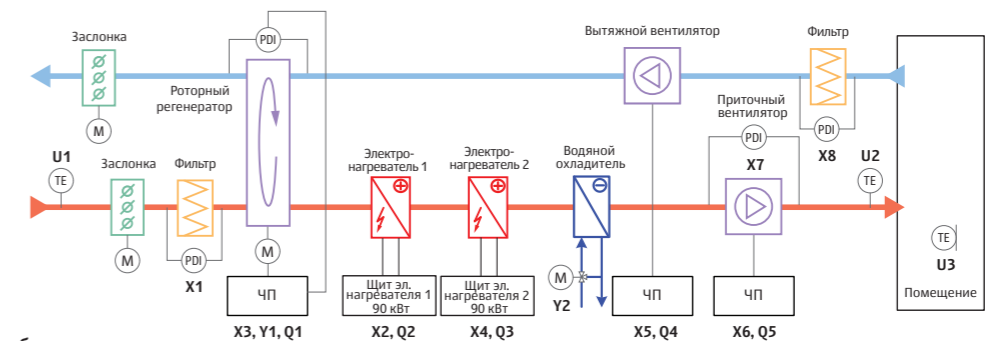 Заслонка
PDI
Вытяжной вентилятор
Фильтр
Роторный
регенератор
M
PDI
X8
Приточный
вентилятор
PDI
X7
U1
TE
Заслонка
Фильтр
Электро-
нагреватель 1
Электро-
нагреватель 2
Водяной
охладитель
U2
TE
M
PDI
X1
M
TE
U3
Помещение
ЧП
Щит эл.
нагревателя 1
90 кВт
Щит эл.
нагревателя 2
90 кВт
M
Y2
ЧП
ЧП
X3, Y1, Q1
X2, Q2
X4, Q3
X5, Q4
X6, Q5